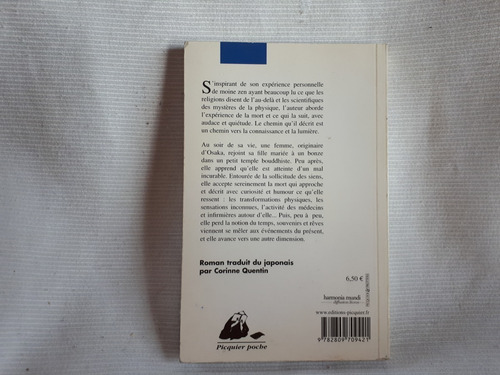 S'inspirant de son expérience personnelle
de moine zen ayant beaucoup lu ce que les
religions disent de l'au-delà et les scientifiques
des mystères de la physique, l'auteur aborde
l'expérience de la mort et ce qui la suit, avec
audace et quiétude. Le chemin qu'il décrit est
un chemin vers la connaissance et la lumière.
Au soir de sa vie, une femme, originaire
d'Osaka, rejoint sa fille mariée à un bonze
dans un petit temple bouddhiste. Peu après,
elle apprend qu'elle est atteinte d'un mal
incurable. Entourée de la sollicitude des siens,
elle accepte sereinement la mort qui approche
et décrit avec curiosité et humour ce qu'elle
ressent : les transformations physiques, les
sensations inconnues, l'activité des médecins
et infirmières autour d'elle... Puis, peu à peu,
elle perd la notion du temps, souvenirs et rêves
viennent se mêler aux événements du présent,
et elle avance vers une autre dimension.
Roman traduit du japonais
par Corinne Quentin
6,50 €
harmonia mundi
diffusion livres
www.editions-picquier.fr
9 782809 709421
Picquier poche